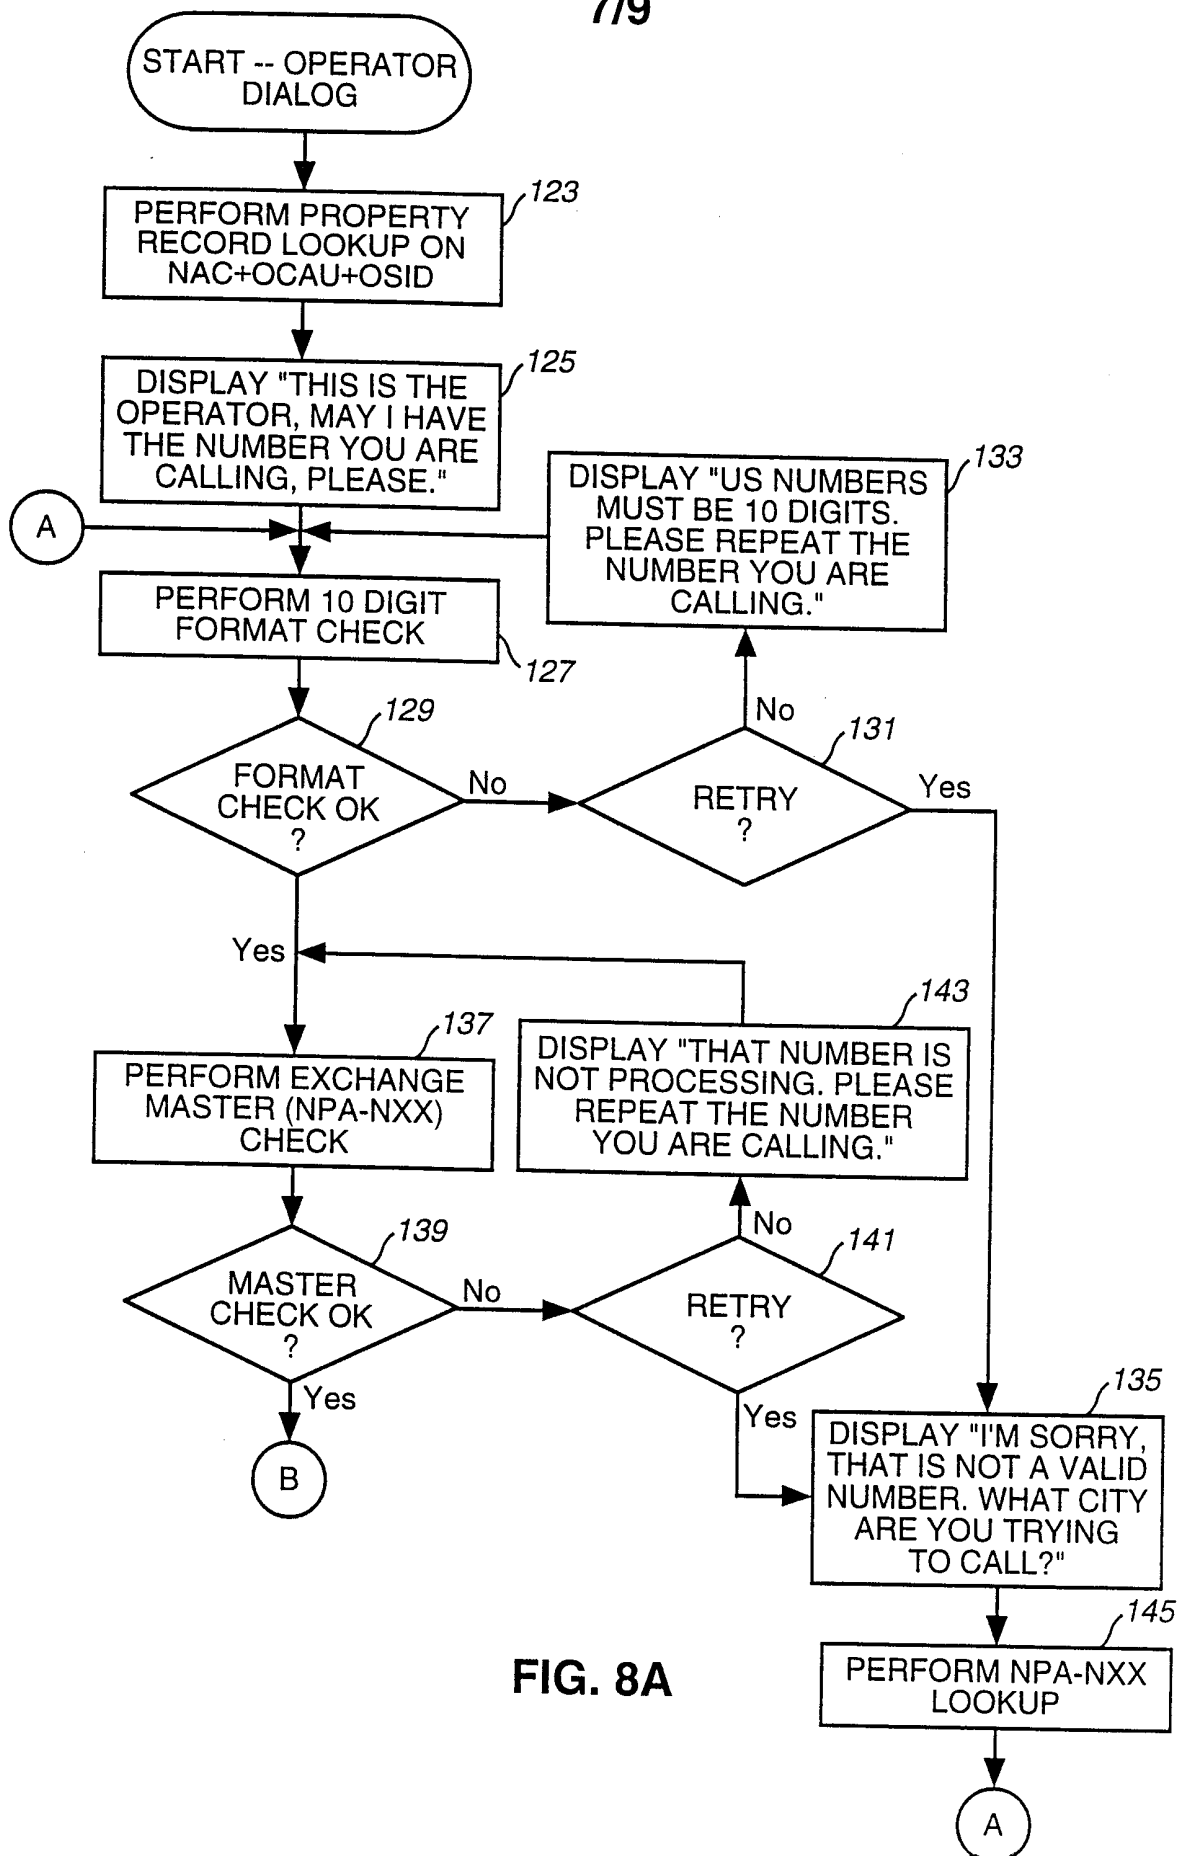 7/9
START -- OPERATOR
DIALOG
123
PERFORM PROPERTY
RECORD LOOKUP ON
NAC+OCAU+OSID
125
DISPLAY "THIS IS THE
OPERATOR, MAY I HAVE
THE NUMBER YOU ARE
CALLING, PLEASE."
133
DISPLAY "US NUMBERS
MUST BE 10 DIGITS.
PLEASE REPEAT THE
NUMBER YOU ARE
CALLING."
A
PERFORM 10 DIGIT
FORMAT CHECK
127
129
FORMAT
CHECK OK
?
No
131
RETRY
?
No
Yes
Yes
137
PERFORM EXCHANGE
MASTER (NPA-NXX)
CHECK
143
DISPLAY "THAT NUMBER IS
NOT PROCESSING. PLEASE
REPEAT THE NUMBER
YOU ARE CALLING."
139
MASTER
CHECK OK
?
No
141
RETRY
?
No
Yes
Yes
B
135
DISPLAY "I'M SORRY,
THAT IS NOT A VALID
NUMBER. WHAT CITY
ARE YOU TRYING
TO CALL?"
145
PERFORM NPA-NXX
LOOKUP
A
FIG. 8A